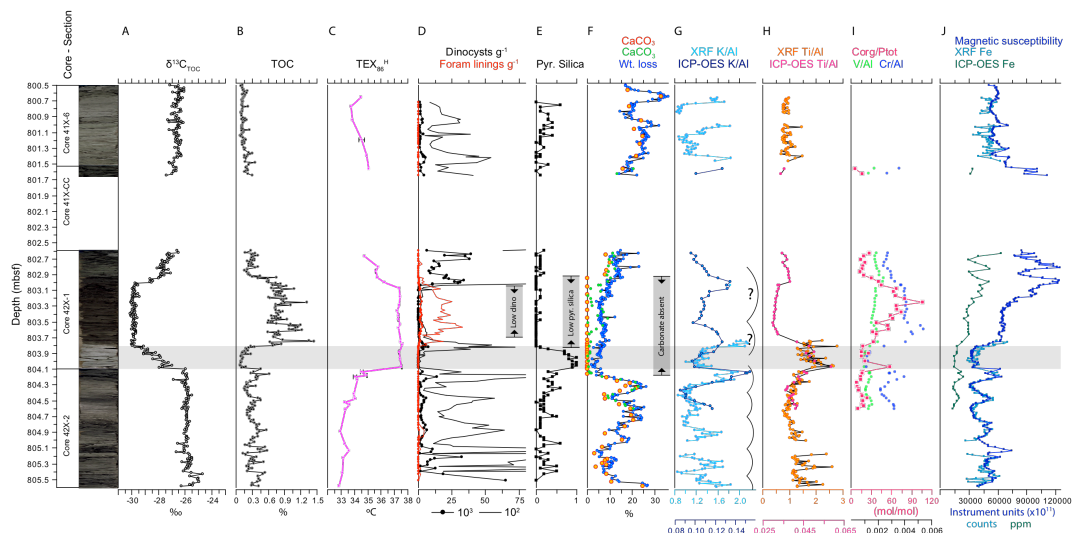 A B C D E F G H I J
Core - Section
δ¹³C_TOC
TOC
TEX₈₆ᴴ
Dinocysts g⁻¹
Foram linings g⁻¹
Pyr. Silica
CaCO₃
CaCO₃
Wt. loss
XRF K/Al
ICP-OES K/Al
XRF Ti/Al
ICP-OES Ti/Al
Corg/Ptot
V/Al Cr/Al
Magnetic susceptibility
XRF Fe
ICP-OES Fe
Depth (mbsf)
800.5
800.7
800.9
801.1
801.3
801.5
801.7
801.9
802.1
802.3
802.5
802.7
802.9
803.1
803.3
803.5
803.7
803.9
804.1
804.3
804.5
804.7
804.9
805.1
805.3
805.5
Core 41X-6
Core 41X-CC
Core 42X-1
Core 42X-2
Low dino
Low pyr. silica
Carbonate absent
?
?
-30 -28 -26 -24
‰
0 0.3 0.6 0.9 1.2 1.5
%
33 34 35 36 37 38
ºC
0 25 50 75
10³ 10²
0 1
0 10 20 30
%
0.8 1.2 1.6 2.0
0.08 0.10 0.12 0.14
0 1 2 3
0.025 0.045 0.065
0 30 60 90 120
(mol/mol)
0.002 0.004 0.006
30000 60000 90000 120000
Instrument units (x10¹¹)
counts ppm